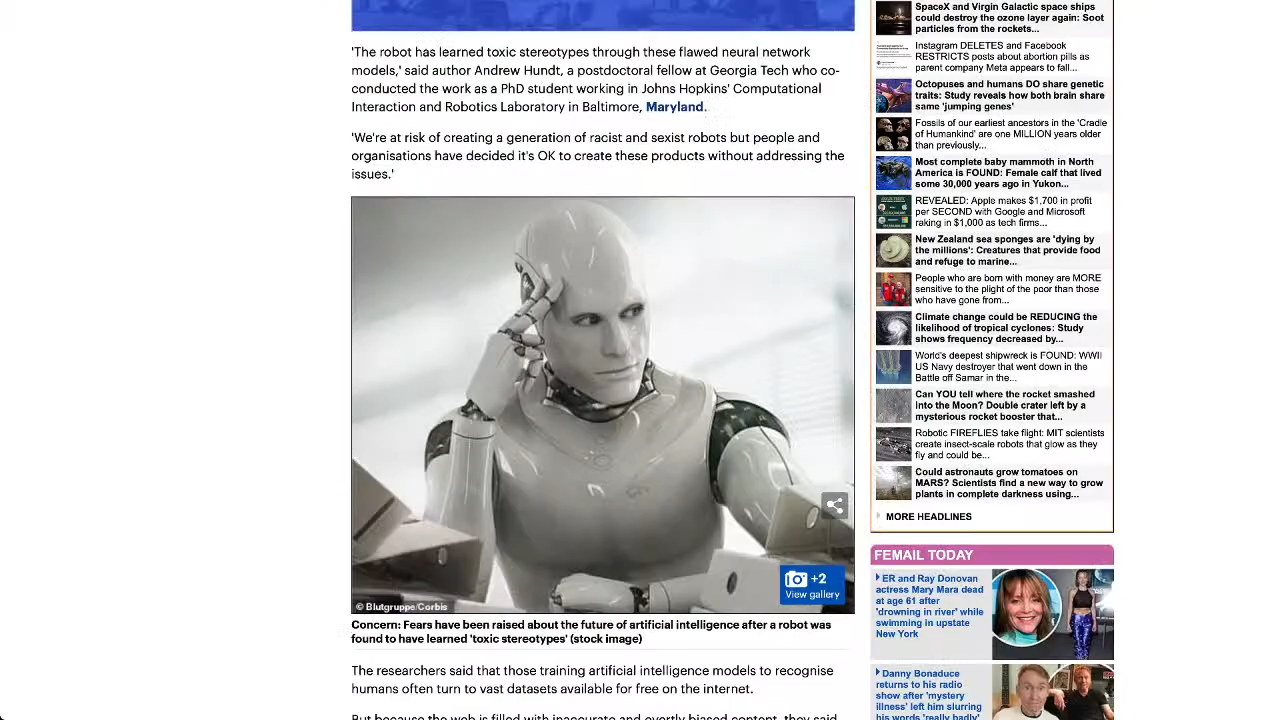 'The robot has learned toxic stereotypes through these flawed neural network
models,' said author Andrew Hundt, a postdoctoral fellow at Georgia Tech who co-
conducted the work as a PhD student working in Johns Hopkins' Computational
Interaction and Robotics Laboratory in Baltimore, Maryland.
'We're at risk of creating a generation of racist and sexist robots but people and
organisations have decided it's OK to create these products without addressing the
issues.'
+2
View gallery
© Blutgruppe/Corbis
Concern: Fears have been raised about the future of artificial intelligence after a robot was
found to have learned 'toxic stereotypes' (stock image)
The researchers said that those training artificial intelligence models to recognise
humans often turn to vast datasets available for free on the internet.
But because the web is filled with inaccurate and overtly biased content, they said
SpaceX and Virgin Galactic space ships
could destroy the ozone layer again: Soot
particles from the rockets...
Instagram DELETES and Facebook
RESTRICTS posts about abortion pills as
parent company Meta appears to fall...
Octopuses and humans DO share genetic
traits: Study reveals how both brain share
same 'jumping genes'
Fossils of our earliest ancestors in the 'Cradle
of Humankind' are one MILLION years older
than previously...
Most complete baby mammoth in North
America is FOUND: Female calf that lived
some 30,000 years ago in Yukon...
REVEALED: Apple makes $1,700 in profit
per SECOND with Google and Microsoft
raking in $1,000 as tech firms...
New Zealand sea sponges are 'dying by
the millions': Creatures that provide food
and refuge to marine...
People who are born with money are MORE
sensitive to the plight of the poor than those
who have gone from...
Climate change could be REDUCING the
likelihood of tropical cyclones: Study
shows frequency decreased by...
World's deepest shipwreck is FOUND: WWII
US Navy destroyer that went down in the
Battle off Samar in the...
Can YOU tell where the rocket smashed
into the Moon? Double crater left by a
mysterious rocket booster that...
Robotic FIREFLIES take flight: MIT scientists
create insect-scale robots that glow as they
fly and could be...
Could astronauts grow tomatoes on
MARS? Scientists find a new way to grow
plants in complete darkness using...
MORE HEADLINES
FEMAIL TODAY
ER and Ray Donovan
actress Mary Mara dead
at age 61 after
'drowning in river' while
swimming in upstate
New York
Danny Bonaduce
returns to his radio
show after 'mystery
illness' left him slurring
his words 'really badly'